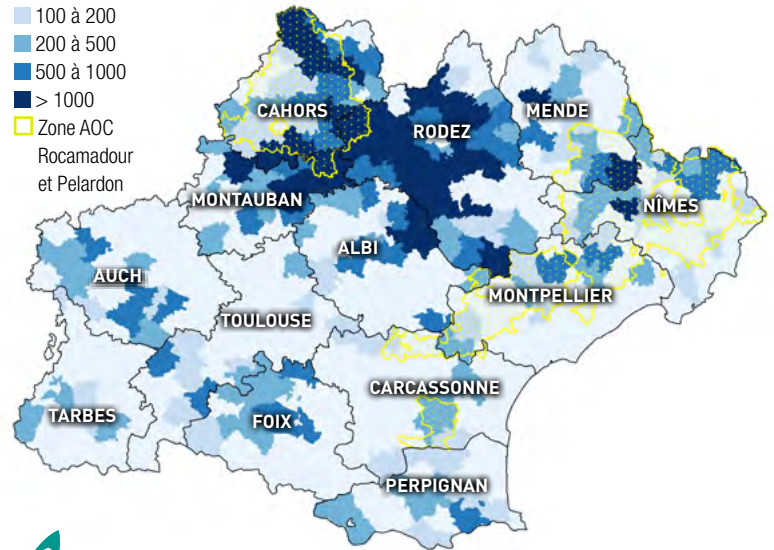 100 à 200
200 à 500
500 à 1000
> 1000
Zone AOC
Rocamadour
et Pelardon
CAHORS
RODEZ
MENDE
MONTAUBAN
NÎMES
ALBI
AUCH
MONTPELLIER
TOULOUSE
CARCASSONNE
TARBES
FOIX
PERPIGNAN